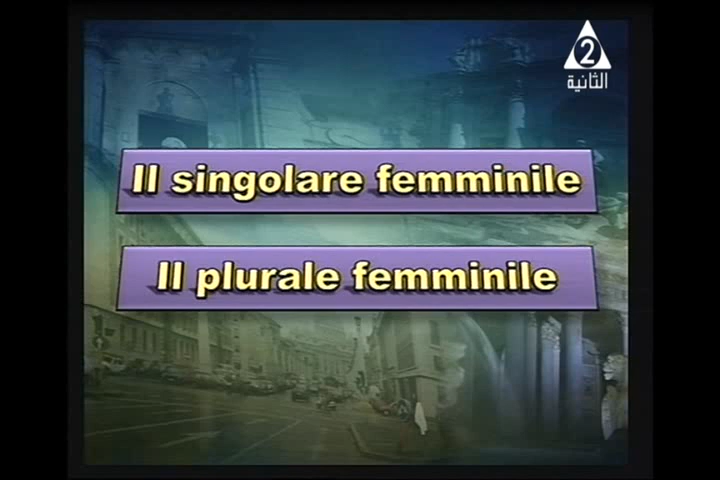 2
الثانية
Il singolare femminile
Il plurale femminile